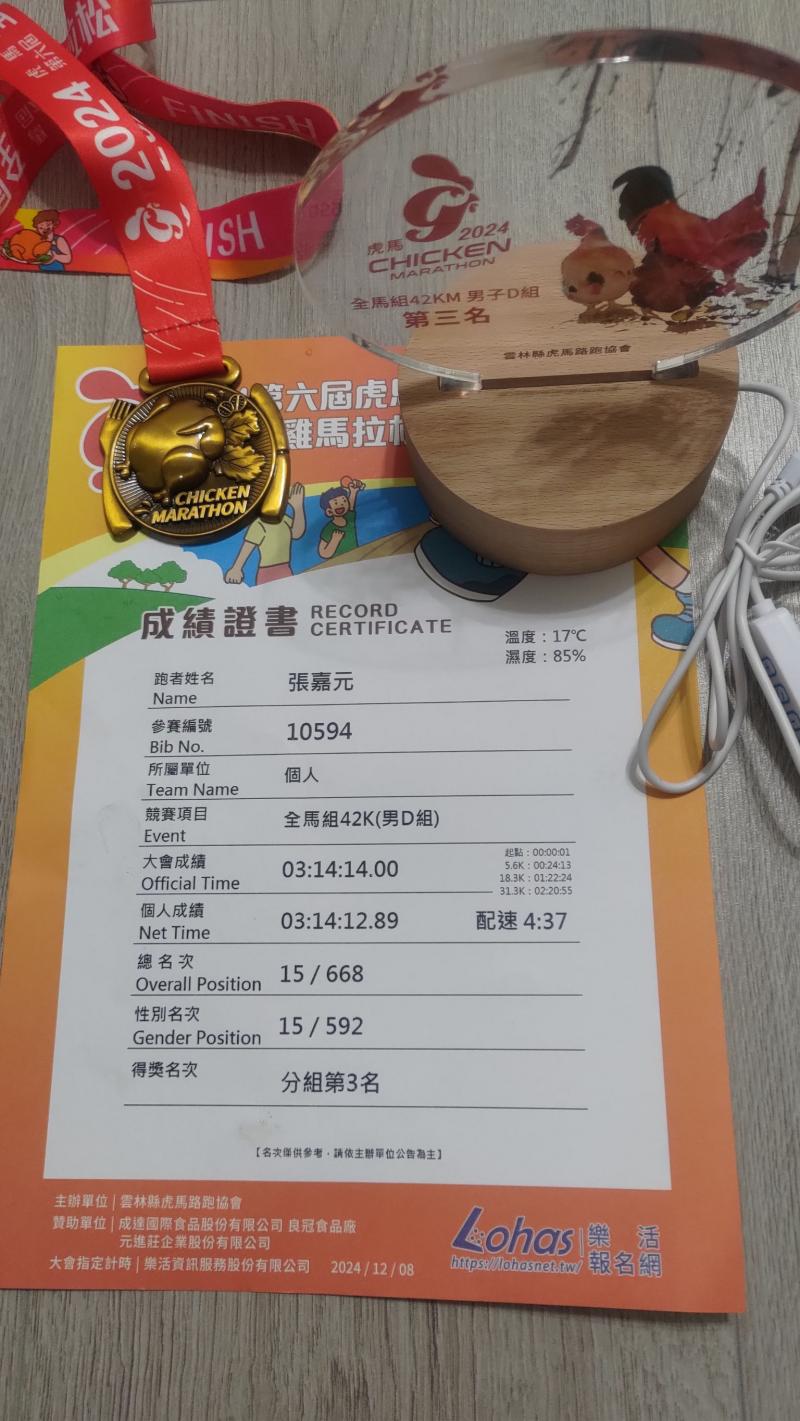 2024
FINISH
ISH
虎馬
2024
CHICKEN
MARATHON
全馬組42KM 男子D組
第三名
雲林縣虎馬路跑協會
第六屆虎
雞馬拉
CHICKEN
MARATHON
成績證書 RECORD CERTIFICATE
溫度：17℃
濕度：85%
跑者姓名
Name
張嘉元
參賽編號
Bib No.
10594
所屬單位
Team Name
個人
競賽項目
Event
全馬組42K(男D組)
大會成績
Official Time
03:14:14.00
起點：00:00:01
5.6K：00:24:13
18.3K：01:22:24
31.3K：02:20:55
個人成績
Net Time
03:14:12.89
配速 4:37
總名次
Overall Position
15 / 668
性別名次
Gender Position
15 / 592
得獎名次
分組第3名
【名次僅供參考，請依主辦單位公告為主】
主辦單位｜雲林縣虎馬路跑協會
贊助單位｜成達國際食品股份有限公司 良冠食品廠
元進莊企業股份有限公司
大會指定計時｜樂活資訊服務股份有限公司 2024 / 12 / 08
Lohas
樂活
報名網
https://lohasnet.tw/